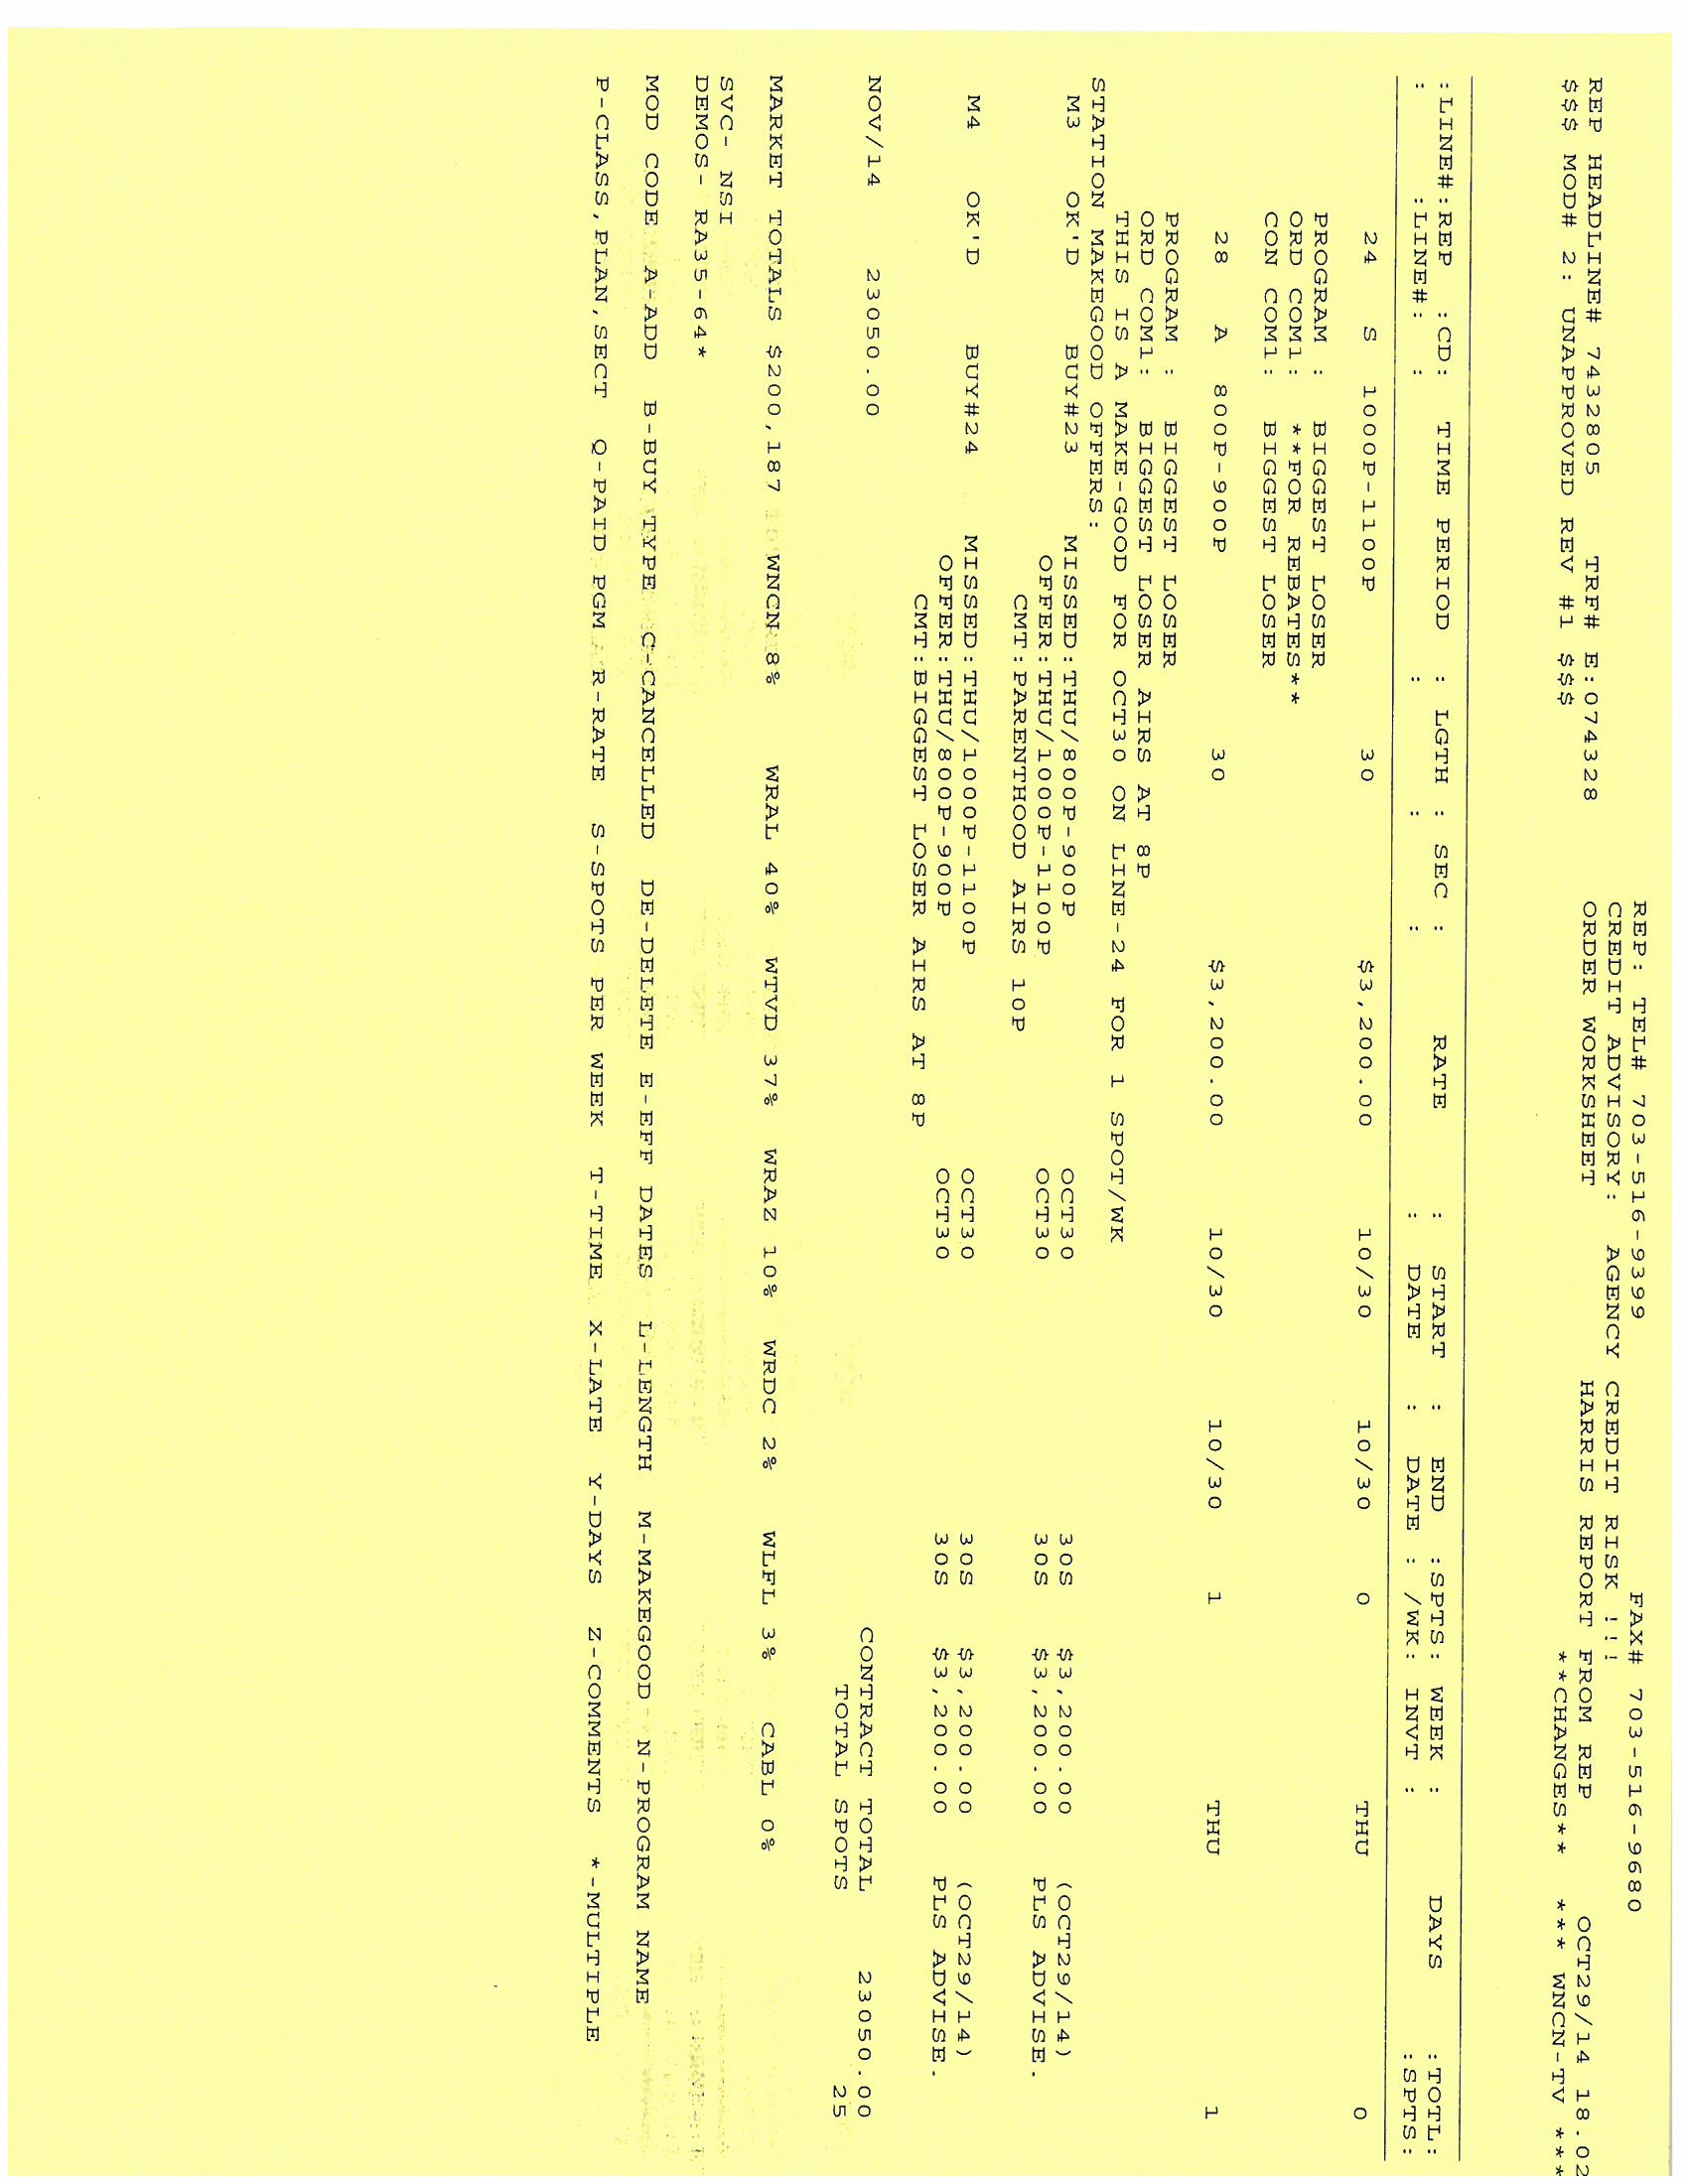 REP: TEL# 703-516-9399 FAX# 703-516-9680
CREDIT ADVISORY: AGENCY CREDIT RISK !!!
REP HEADLINE# 7432805 TRF# E:074328 ORDER WORKSHEET HARRIS REPORT FROM REP OCT29/14 18.02
$$$ MOD# 2: UNAPPROVED REV #1 $$$ **CHANGES** *** WNCN-TV ***
:LINE#:REP :CD: TIME PERIOD : LGTH : SEC : RATE : START : END :SPTS: WEEK : DAYS :TOTL:
: :LINE#: : : : : : DATE : DATE : /WK: INVT : :SPTS:
24 S 1000P-1100P 30 $3,200.00 10/30 10/30 0 THU 0
PROGRAM : BIGGEST LOSER
ORD COM1: **FOR REBATES**
CON COM1: BIGGEST LOSER
28 A 800P-900P 30 $3,200.00 10/30 10/30 1 THU 1
PROGRAM : BIGGEST LOSER
ORD COM1: BIGGEST LOSER AIRS AT 8P
THIS IS A MAKE-GOOD FOR OCT30 ON LINE-24 FOR 1 SPOT/WK
STATION MAKEGOOD OFFERS:
M3 OK'D BUY#23 MISSED:THU/800P-900P OCT30 30S $3,200.00 (OCT29/14)
OFFER:THU/1000P-1100P OCT30 30S $3,200.00 PLS ADVISE.
CMT:PARENTHOOD AIRS 10P
M4 OK'D BUY#24 MISSED:THU/1000P-1100P OCT30 30S $3,200.00 (OCT29/14)
OFFER:THU/800P-900P OCT30 30S $3,200.00 PLS ADVISE.
CMT:BIGGEST LOSER AIRS AT 8P
NOV/14 23050.00 CONTRACT TOTAL 23050.00
TOTAL SPOTS 25
MARKET TOTALS $200,187 WNCN 8% WRAL 40% WTVD 37% WRAZ 10% WRDC 2% WLFL 3% CABL 0%
SVC- NSI
DEMOS- RA35-64*
MOD CODE A-ADD B-BUY TYPE C-CANCELLED DE-DELETE E-EFF DATES L-LENGTH M-MAKEGOOD N-PROGRAM NAME
P-CLASS,PLAN,SECT Q-PAID PGM R-RATE S-SPOTS PER WEEK T-TIME X-LATE Y-DAYS Z-COMMENTS *-MULTIPLE